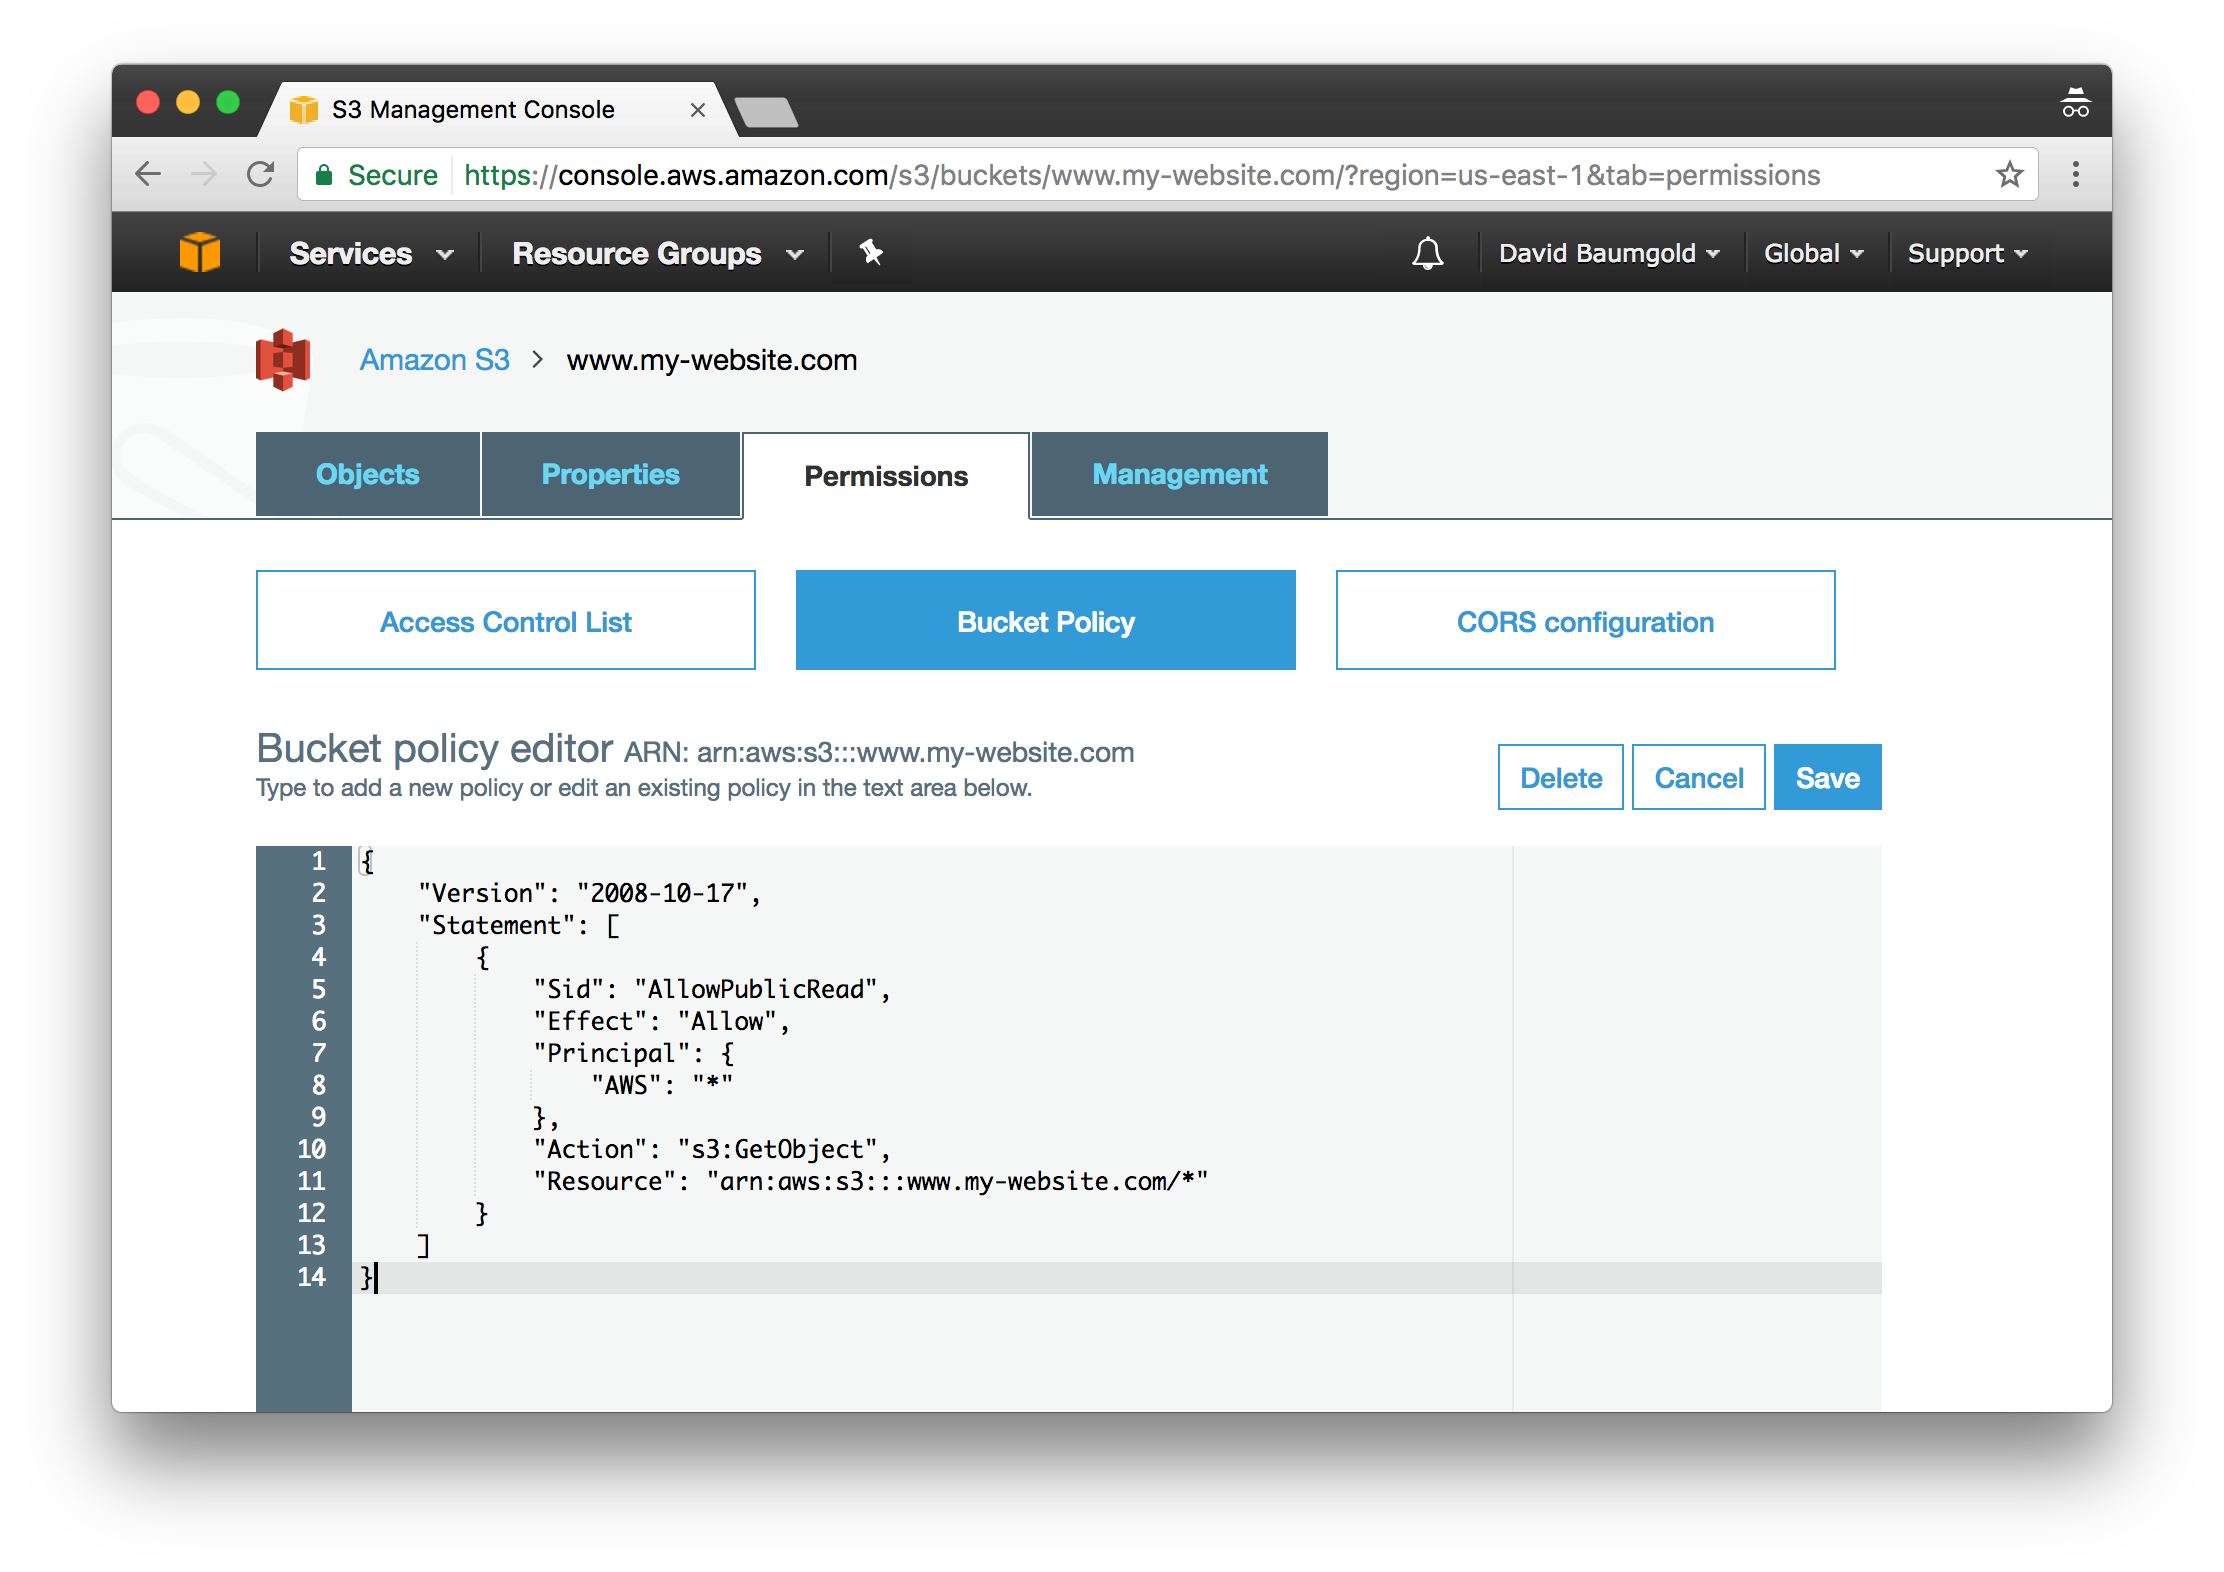 S3 Management Console
Secure https://console.aws.amazon.com/s3/buckets/www.my-website.com/?region=us-east-1&tab=permissions
Services Resource Groups David Baumgold Global Support
Amazon S3 > www.my-website.com
Objects Properties Permissions Management
Access Control List Bucket Policy CORS configuration
Bucket policy editor ARN: arn:aws:s3:::www.my-website.com
Type to add a new policy or edit an existing policy in the text area below.
Delete Cancel Save
1 {
2     "Version": "2008-10-17",
3     "Statement": [
4         {
5             "Sid": "AllowPublicRead",
6             "Effect": "Allow",
7             "Principal": {
8                 "AWS": "*"
9             },
10             "Action": "s3:GetObject",
11             "Resource": "arn:aws:s3:::www.my-website.com/*"
12         }
13     ]
14 }